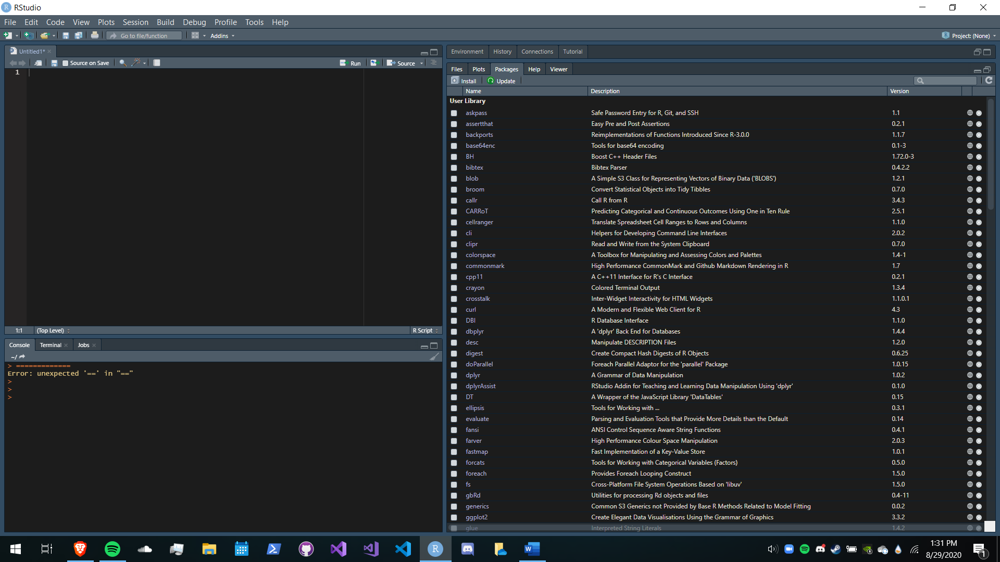 RStudio
File Edit Code View Plots Session Build Debug Profile Tools Help
Go to file/function Addins Project: (None)
Untitled1*
Source on Save Run Source
1
1:1 (Top Level) R Script
Console Terminal Jobs
~/
> =============
Error: unexpected '==' in "=="
>
>
>
Environment History Connections Tutorial
Files Plots Packages Help Viewer
Install Update
Name Description Version
User Library
askpass Safe Password Entry for R, Git, and SSH 1.1
assertthat Easy Pre and Post Assertions 0.2.1
backports Reimplementations of Functions Introduced Since R-3.0.0 1.1.7
base64enc Tools for base64 encoding 0.1-3
BH Boost C++ Header Files 1.72.0-3
bibtex Bibtex Parser 0.4.2.2
blob A Simple S3 Class for Representing Vectors of Binary Data ('BLOBS') 1.2.1
broom Convert Statistical Objects into Tidy Tibbles 0.7.0
callr Call R from R 3.4.3
CARRoT Predicting Categorical and Continuous Outcomes Using One in Ten Rule 2.5.1
cellranger Translate Spreadsheet Cell Ranges to Rows and Columns 1.1.0
cli Helpers for Developing Command Line Interfaces 2.0.2
clipr Read and Write from the System Clipboard 0.7.0
colorspace A Toolbox for Manipulating and Assessing Colors and Palettes 1.4-1
commonmark High Performance CommonMark and Github Markdown Rendering in R 1.7
cpp11 A C++11 Interface for R's C Interface 0.2.1
crayon Colored Terminal Output 1.3.4
crosstalk Inter-Widget Interactivity for HTML Widgets 1.1.0.1
curl A Modern and Flexible Web Client for R 4.3
DBI R Database Interface 1.1.0
dbplyr A 'dplyr' Back End for Databases 1.4.4
desc Manipulate DESCRIPTION Files 1.2.0
digest Create Compact Hash Digests of R Objects 0.6.25
doParallel Foreach Parallel Adaptor for the 'parallel' Package 1.0.15
dplyr A Grammar of Data Manipulation 1.0.2
dplyrAssist RStudio Addin for Teaching and Learning Data Manipulation Using 'dplyr' 0.1.0
DT A Wrapper of the JavaScript Library 'DataTables' 0.15
ellipsis Tools for Working with ... 0.3.1
evaluate Parsing and Evaluation Tools that Provide More Details than the Default 0.14
fansi ANSI Control Sequence Aware String Functions 0.4.1
farver High Performance Colour Space Manipulation 2.0.3
fastmap Fast Implementation of a Key-Value Store 1.0.1
forcats Tools for Working with Categorical Variables (Factors) 0.5.0
foreach Provides Foreach Looping Construct 1.5.0
fs Cross-Platform File System Operations Based on 'libuv' 1.5.0
gbRd Utilities for processing Rd objects and files 0.4-11
generics Common S3 Generics not Provided by Base R Methods Related to Model Fitting 0.0.2
ggplot2 Create Elegant Data Visualisations Using the Grammar of Graphics 3.3.2
glue Interpreted String Literals 1.4.2
1:31 PM
8/29/2020
1